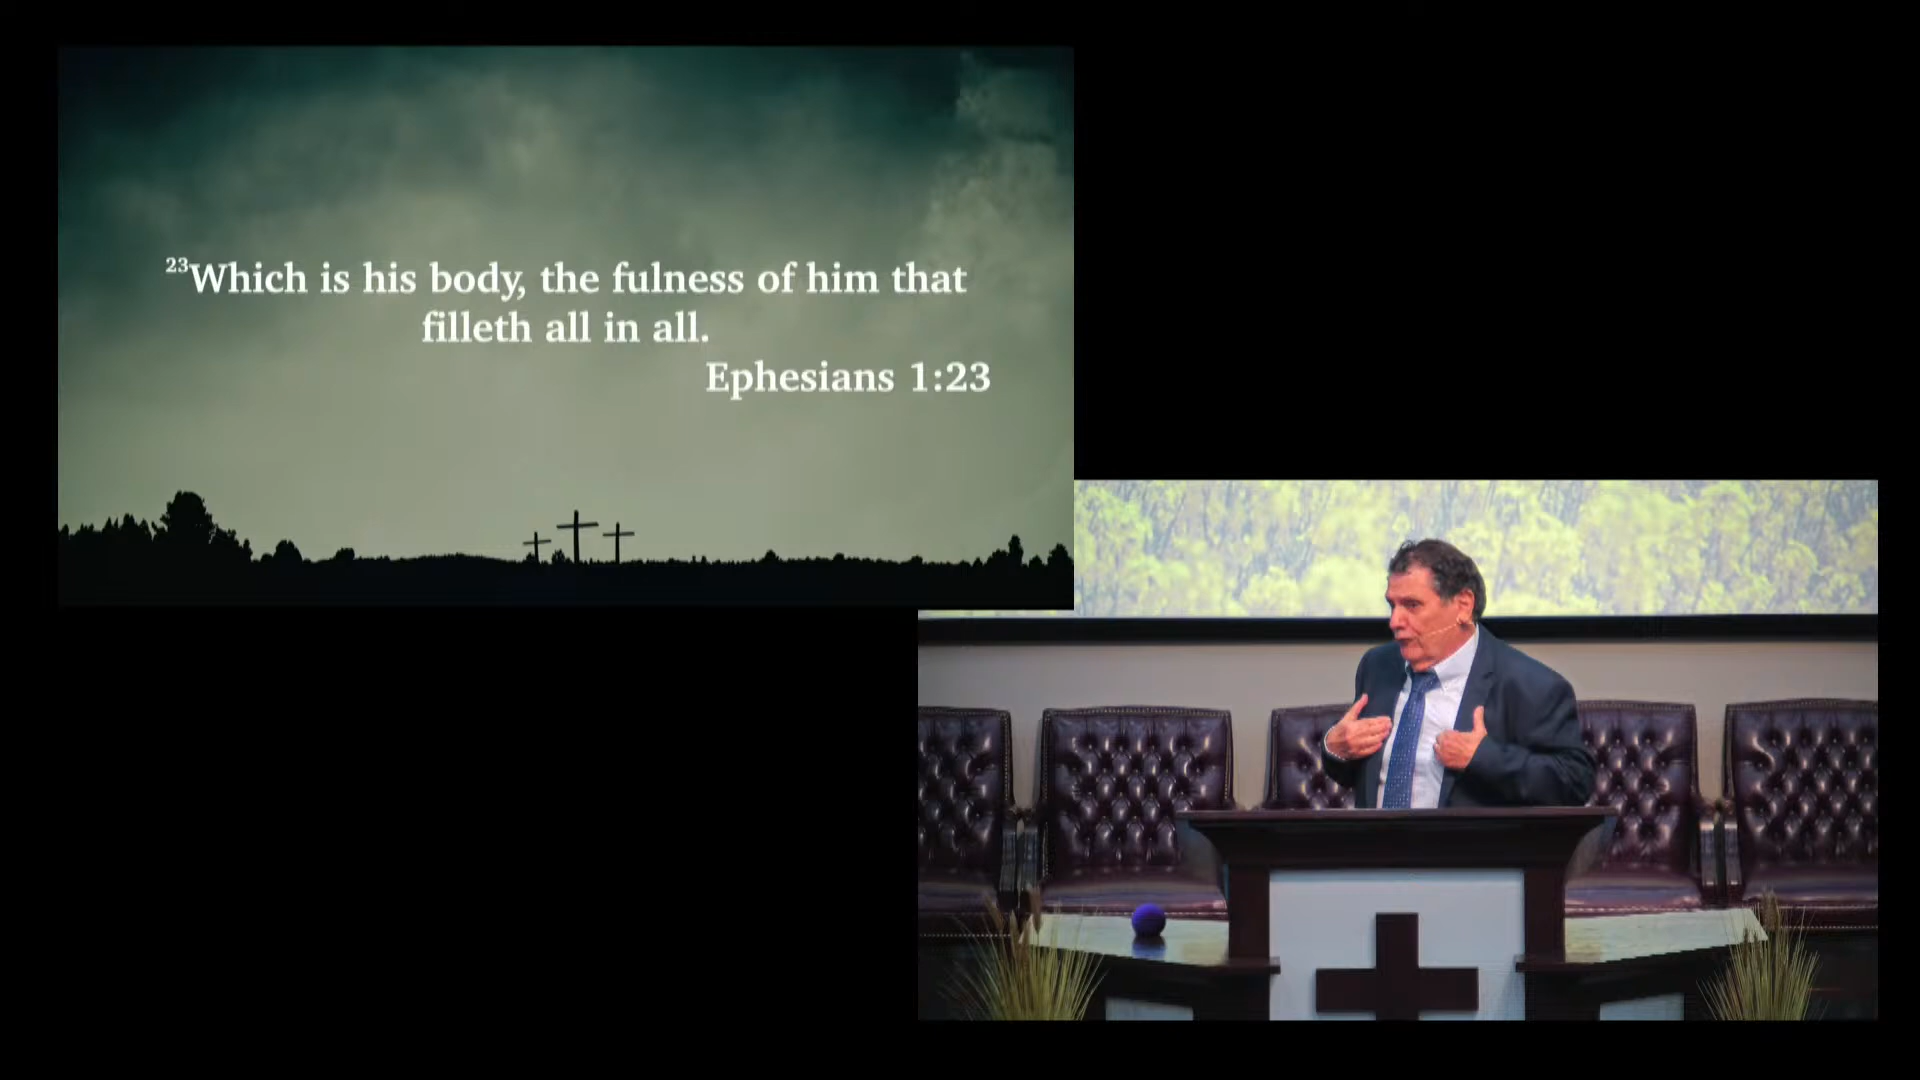 ²³Which is his body, the fulness of him that
filleth all in all.
Ephesians 1:23